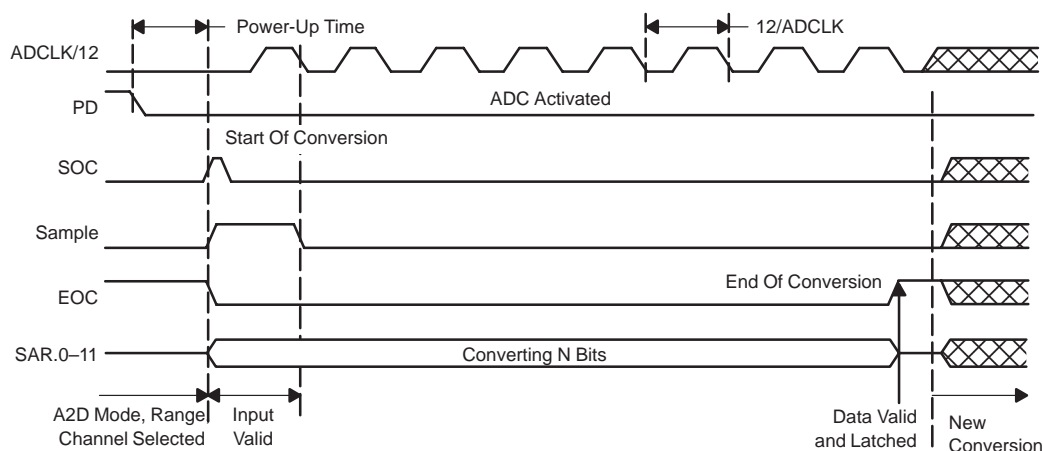 Power-Up Time
12/ADCLK
ADCLK/12
ADC Activated
PD
Start Of Conversion
SOC
Sample
End Of Conversion
EOC
SAR.0–11
Converting N Bits
A2D Mode, Range
Channel Selected
Input
Valid
Data Valid
and Latched
New
Conversion